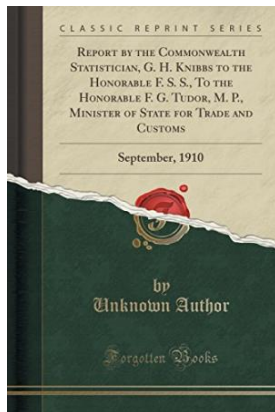 CLASSIC REPRINT SERIES
REPORT BY THE COMMONWEALTH
STATISTICIAN, G. H. KNIBBS TO THE
HONORABLE F. S. S., TO THE
HONORABLE F. G. TUDOR, M. P.,
MINISTER OF STATE FOR TRADE AND
CUSTOMS
SEPTEMBER, 1910
by
Unknown Author
Forgotten Books